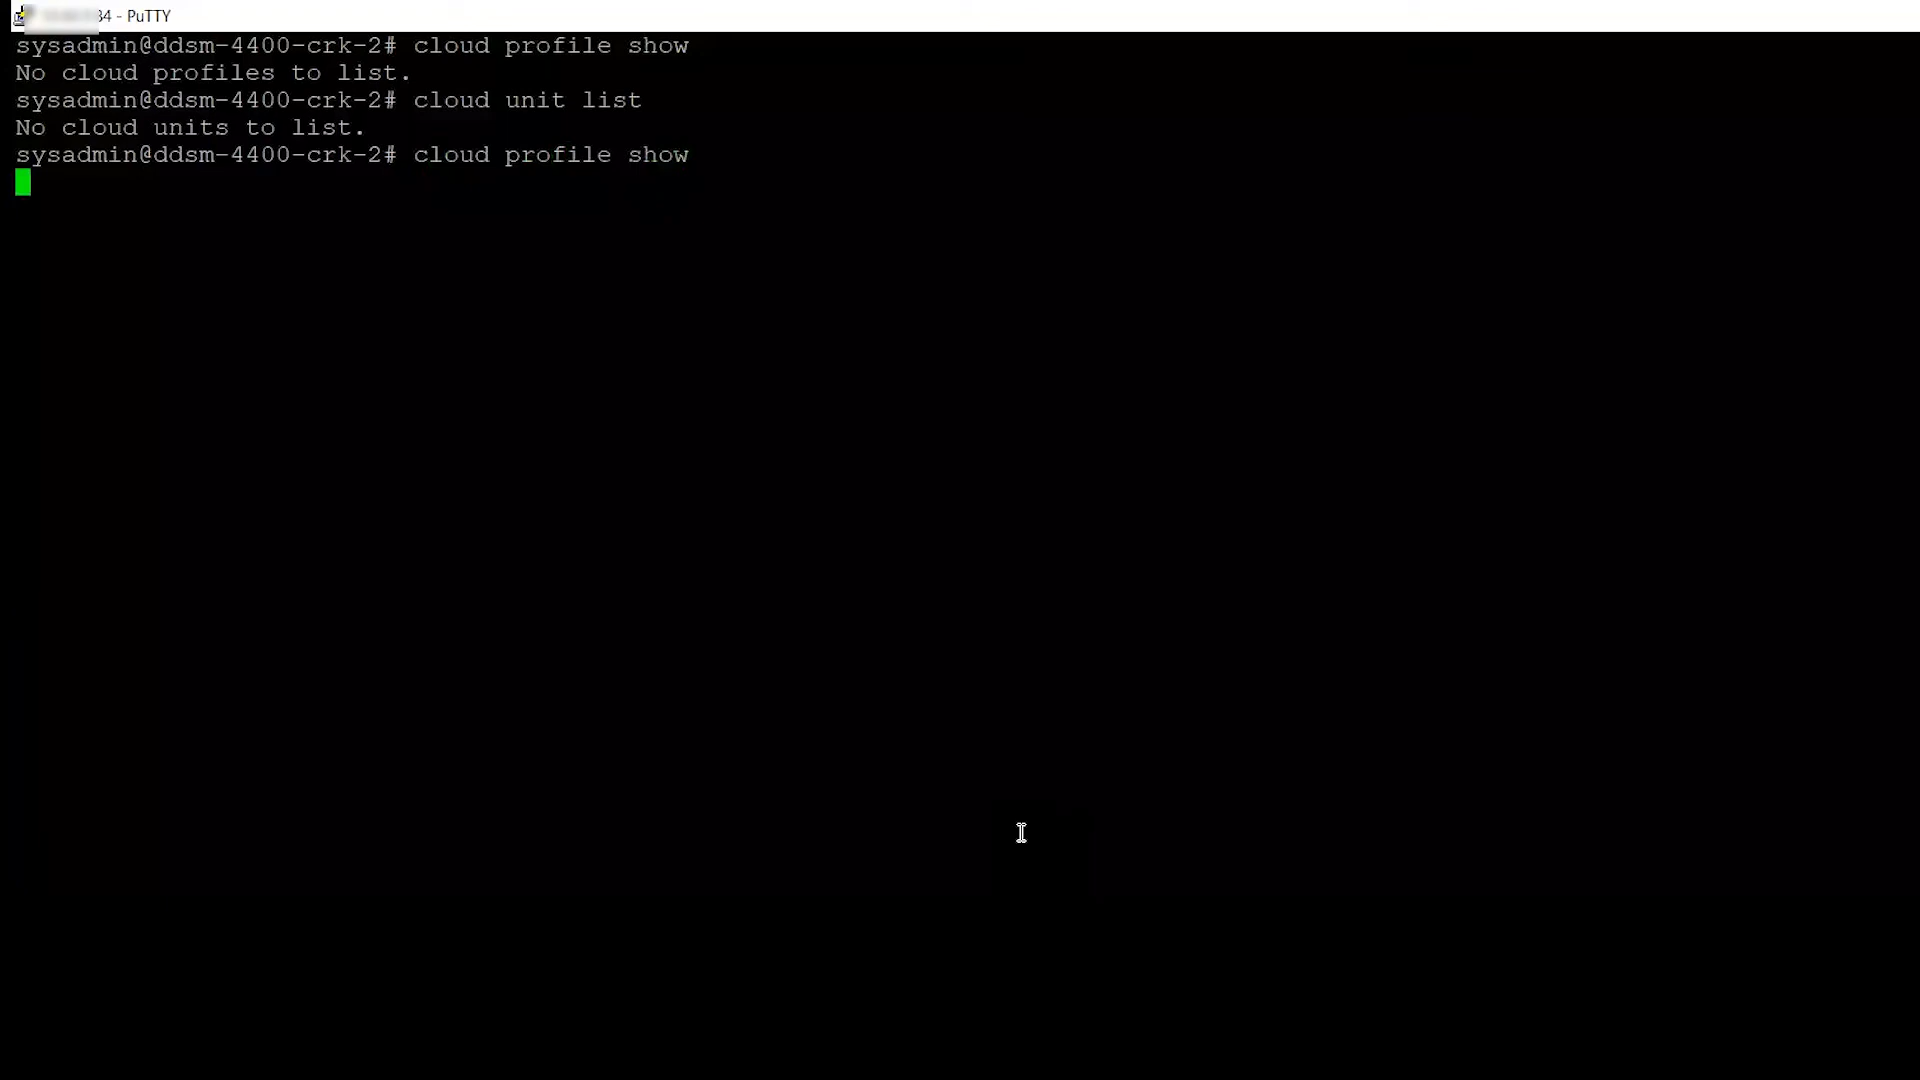 34 - PuTTY
sysadmin@ddsm-4400-crk-2# cloud profile show
No cloud profiles to list.
sysadmin@ddsm-4400-crk-2# cloud unit list
No cloud units to list.
sysadmin@ddsm-4400-crk-2# cloud profile show